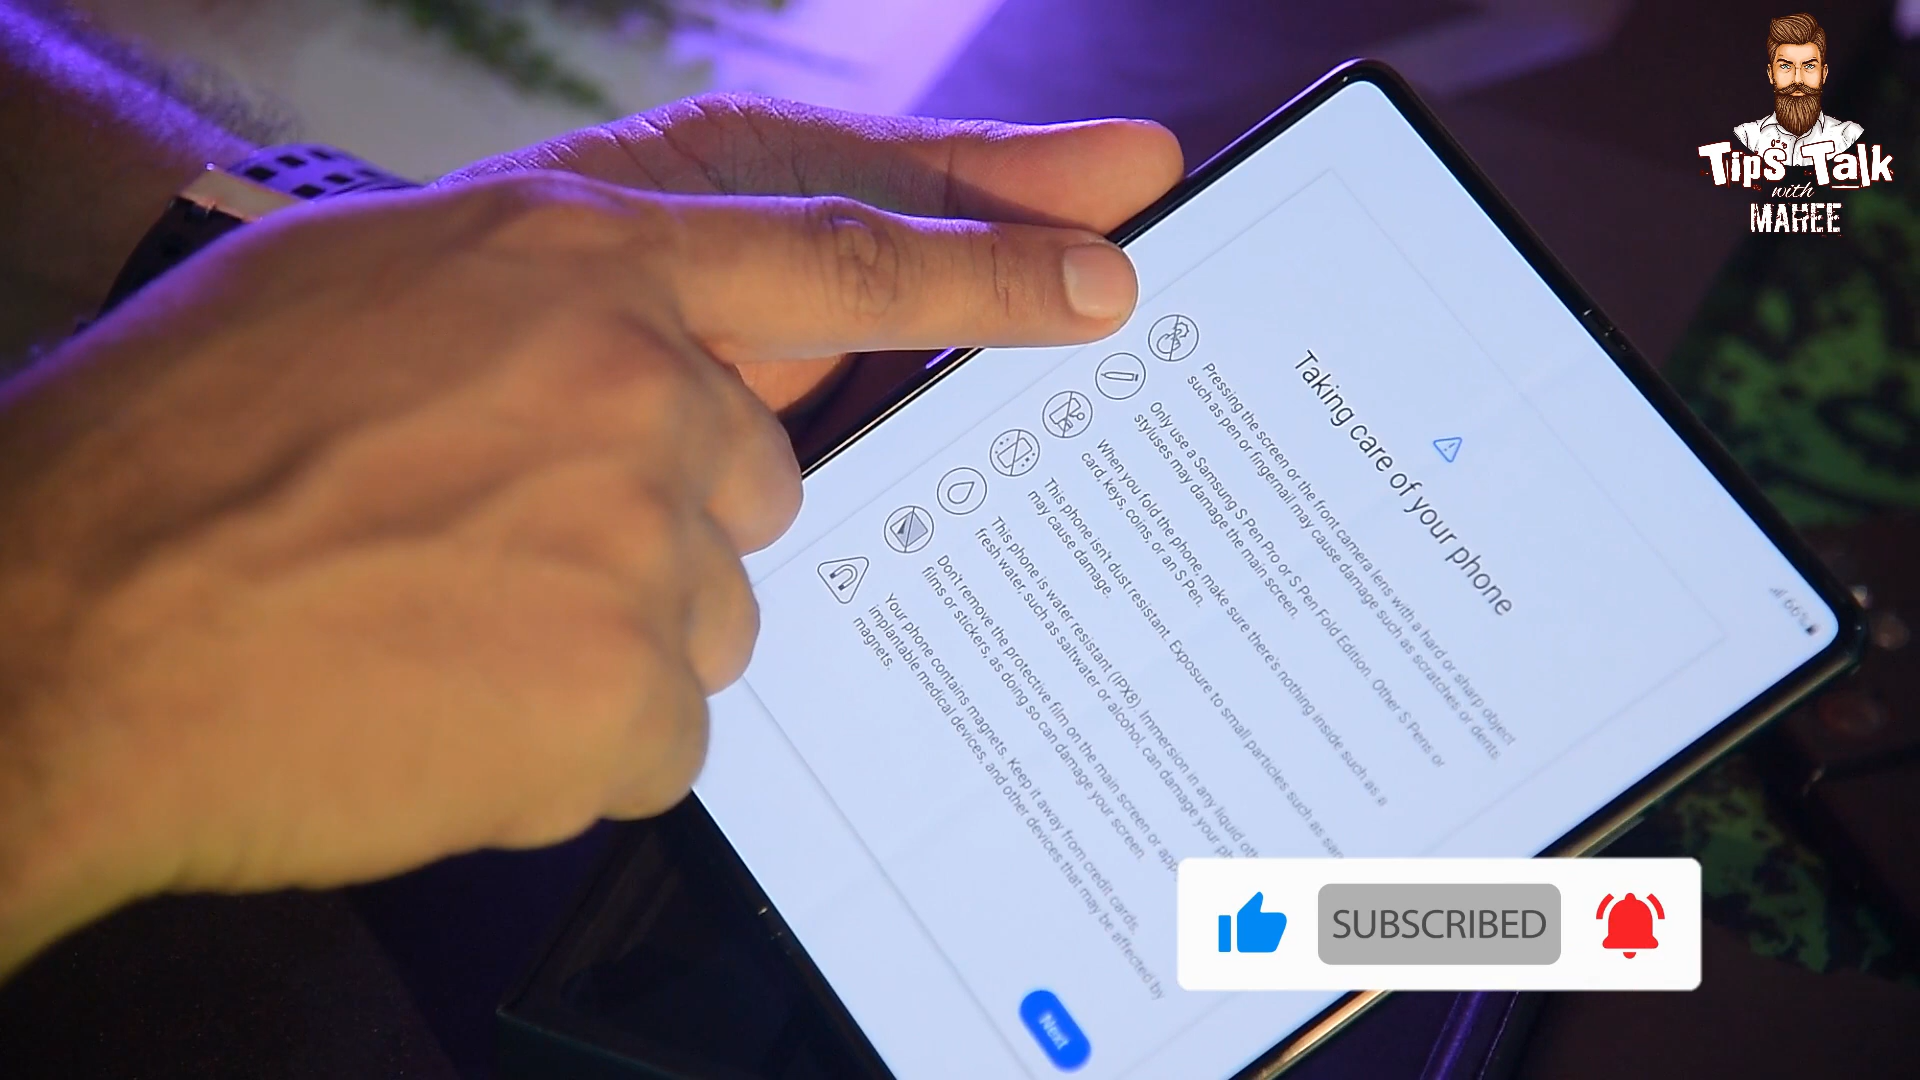 Tips Talk
with
MAHEE
66%
Taking care of your phone
Pressing the screen or the front camera lens with a hard or sharp object
such as pen or fingernail may cause damage such as scratches or dents.
Only use a Samsung S Pen Pro or S Pen Fold Edition. Other S Pens or
styluses may damage the main screen.
When you fold the phone, make sure there's nothing inside such as a
card, keys, coins, or an S Pen.
This phone isn't dust resistant. Exposure to small particles such as
may cause damage.
This phone is water resistant (IPX8). Immersion in any liquid
fresh water, such as saltwater or alcohol, can damage your
Don't remove the protective film on the main screen or
films or stickers, as doing so can damage your screen.
Your phone contains magnets. Keep it away from credit cards,
implantable medical devices, and other devices that may be affected by
magnets.
Next
SUBSCRIBED